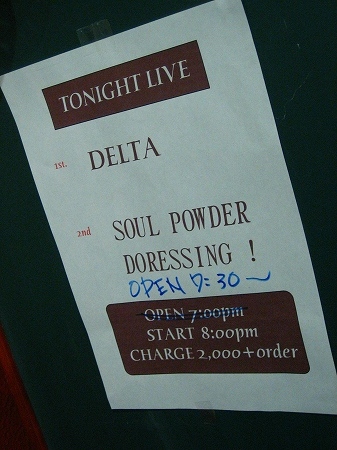 TONIGHT LIVE
1st. DELTA
2nd SOUL POWDER
DORESSING !
OPEN 7:30~
OPEN 7:00pm
START 8:00pm
CHARGE 2,000+order